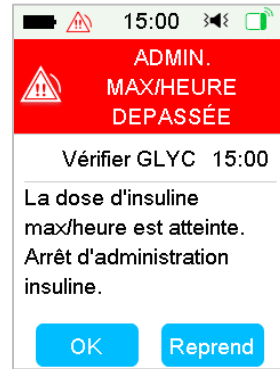 15:00
ADMIN.
MAX/HEURE
DEPASSÉE
Vérifier GLYC 15:00
La dose d'insuline
max/heure est atteinte.
Arrêt d'administration
insuline.
OK Reprend